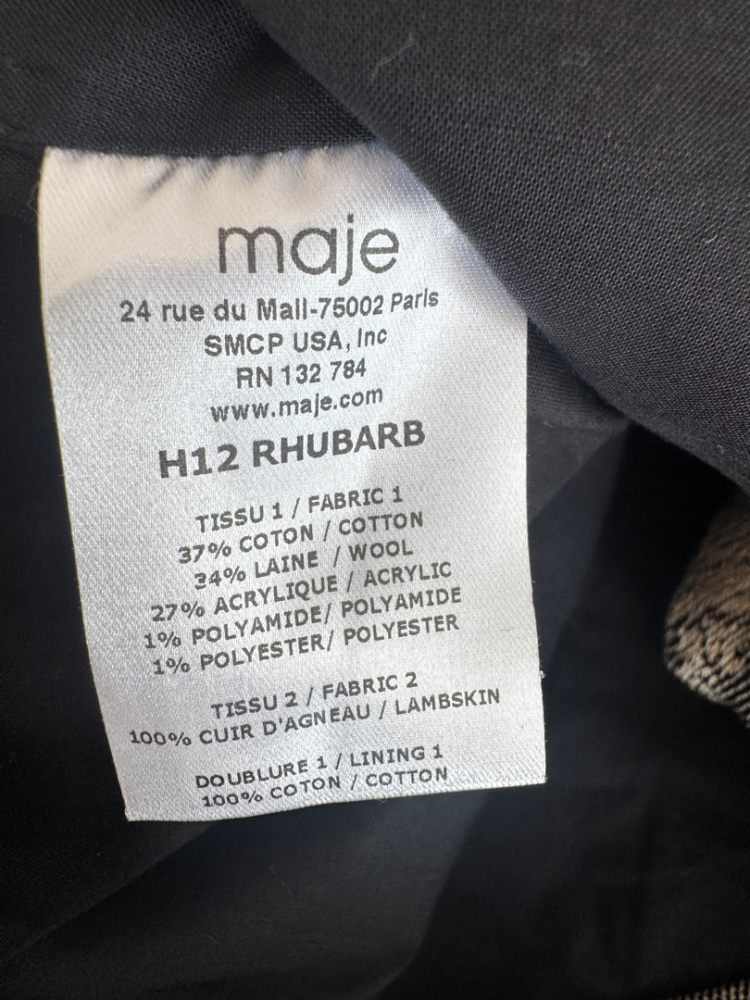 maje
24 rue du Mail-75002 Paris
SMCP USA, Inc
RN 132 784
www.maje.com
H12 RHUBARB
TISSU 1 / FABRIC 1
37% COTON / COTTON
34% LAINE / WOOL
27% ACRYLIQUE / ACRYLIC
1% POLYAMIDE/ POLYAMIDE
1% POLYESTER/ POLYESTER
TISSU 2 / FABRIC 2
100% CUIR D'AGNEAU / LAMBSKIN
DOUBLURE 1 / LINING 1
100% COTON / COTTON